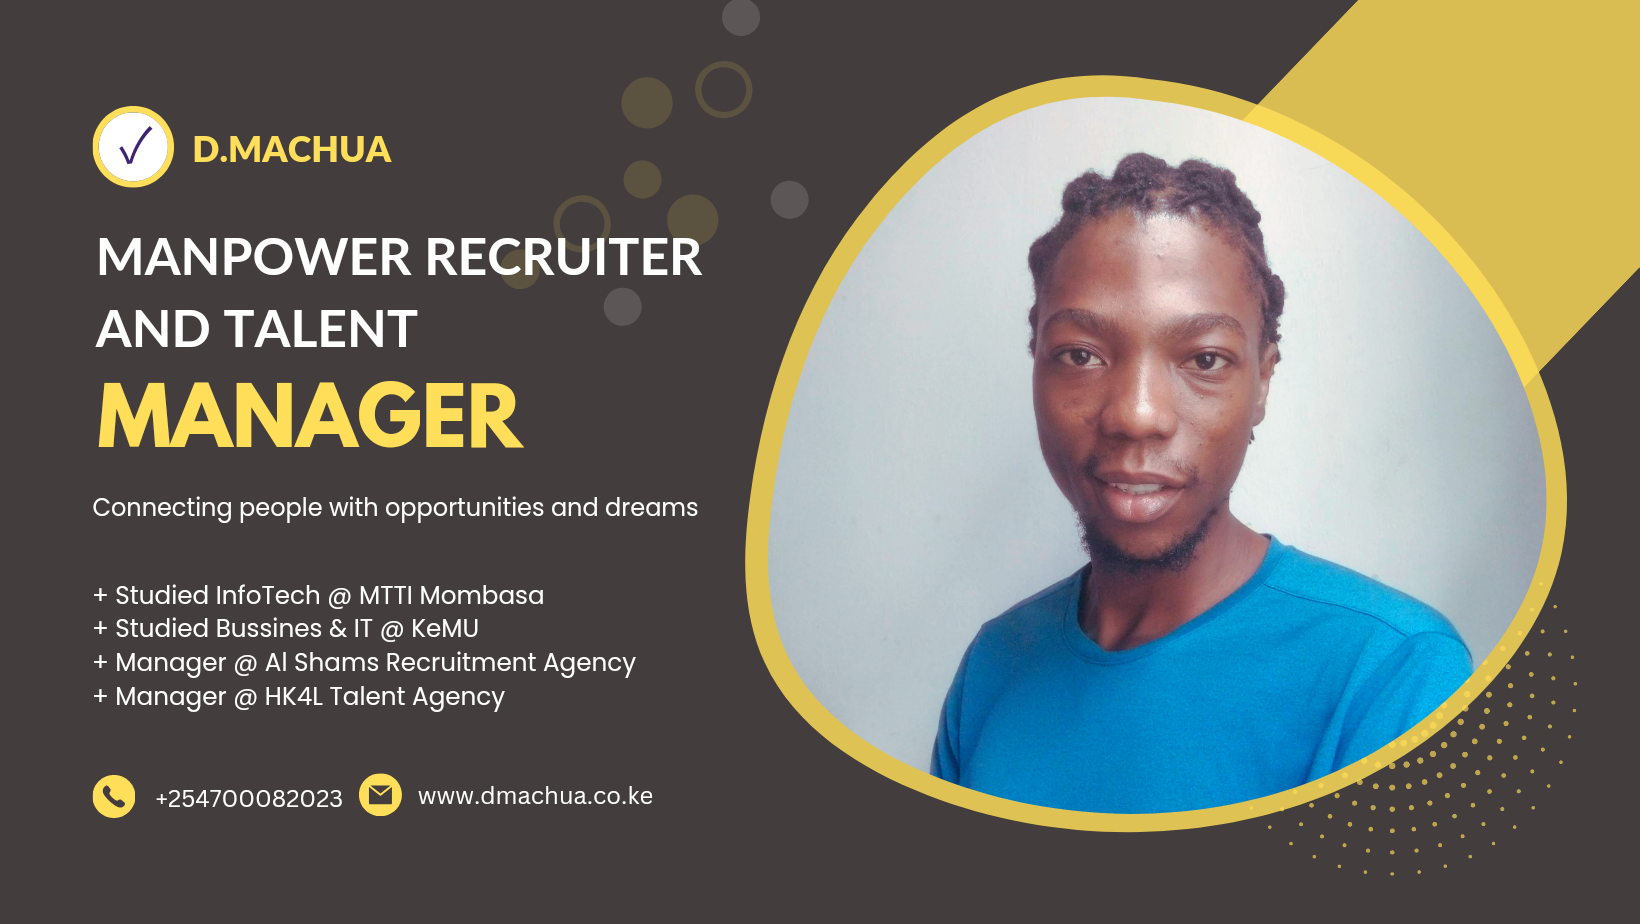 D.MACHUA
MANPOWER RECRUITER
AND TALENT
MANAGER
Connecting people with opportunities and dreams
+ Studied InfoTech @ MTTI Mombasa
+ Studied Bussines & IT @ KeMU
+ Manager @ Al Shams Recruitment Agency
+ Manager @ HK4L Talent Agency
+254700082023 www.dmachua.co.ke